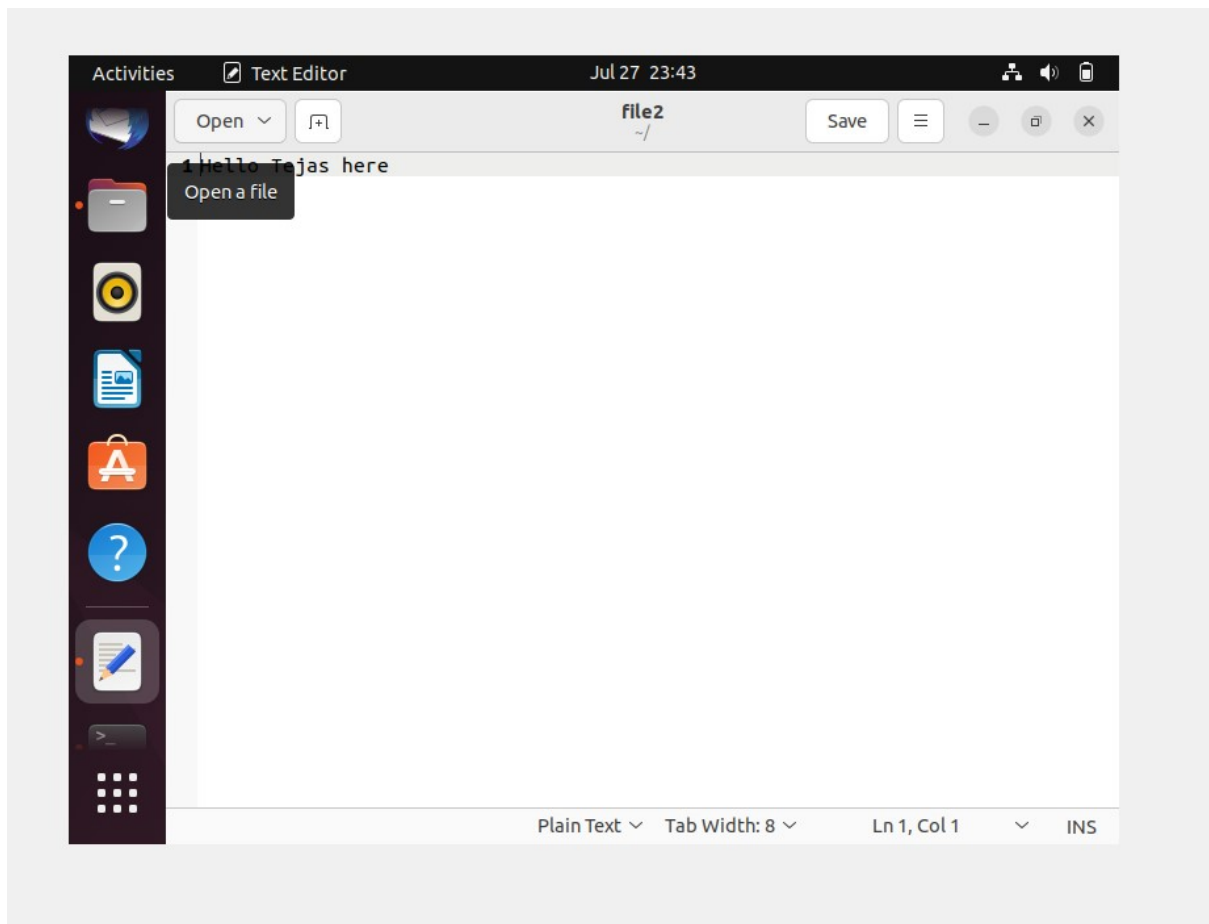 Activities Text Editor Jul 27 23:43
Open file2 Save
~/
1 Hello Tejas here
Open a file
Plain Text Tab Width: 8 Ln 1, Col 1 INS